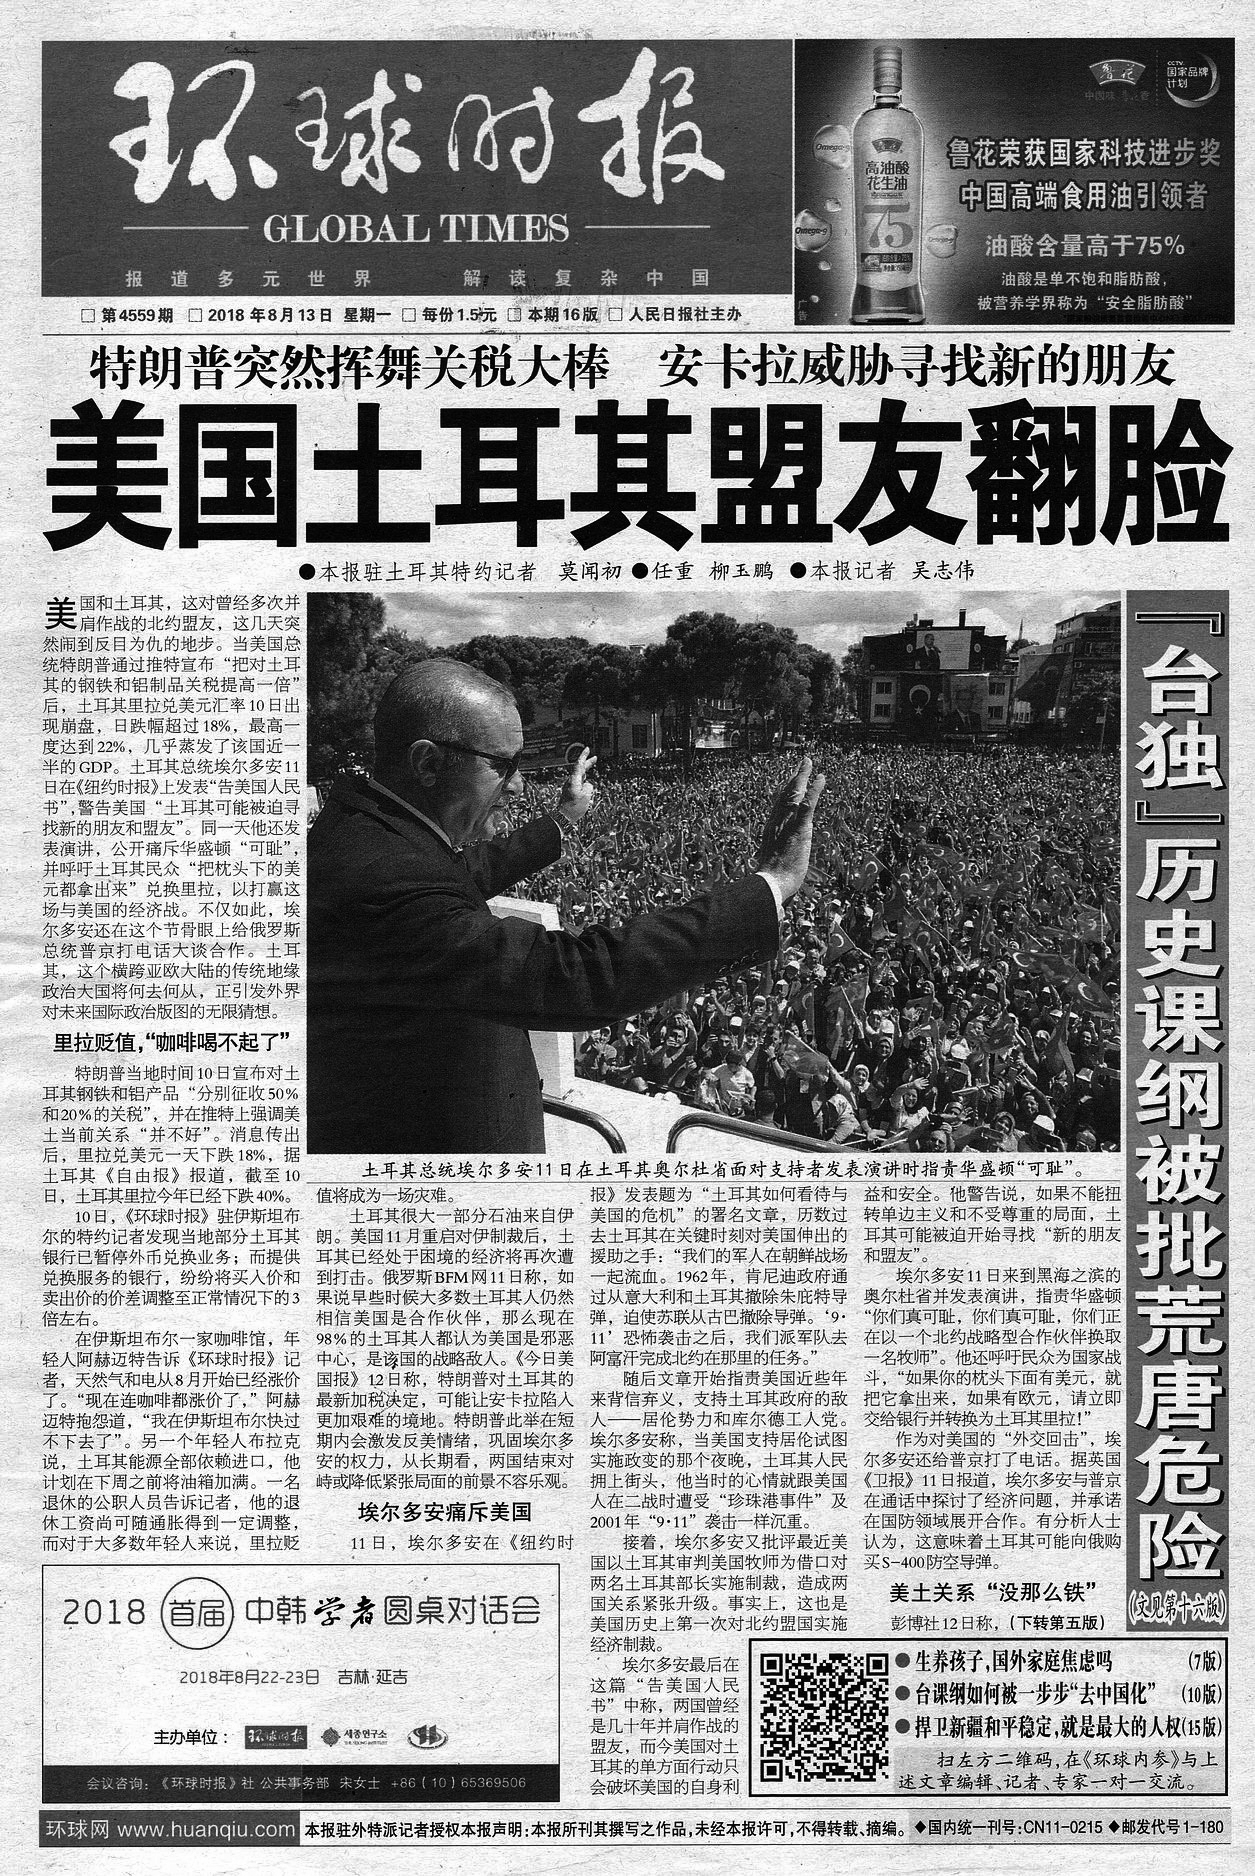 环球时报
GLOBAL TIMES
报道多元世界 解读复杂中国
鲁花
中国味
CCTV
国家品牌
计划
Omega-9
高油酸
花生油
75
Omega-9
鲁花荣获国家科技进步奖
中国高端食用油引领者
油酸含量高于75%
油酸是单不饱和脂肪酸，
被营养学界称为“安全脂肪酸”
广告
□ 第4559期 □ 2018年8月13日 星期一 □ 每份1.5元 □ 本期16版 □ 人民日报社主办
特朗普突然挥舞关税大棒 安卡拉威胁寻找新的朋友
美国土耳其盟友翻脸
●本报驻土耳其特约记者 莫闻初 ●任重 柳玉鹏 ●本报记者 吴志伟
美国和土耳其，这对曾经多次并
肩作战的北约盟友，这几天突
然闹到反目为仇的地步。当美国总
统特朗普通过推特宣布“把对土耳
其的钢铁和铝制品关税提高一倍”
后，土耳其里拉兑美元汇率10日出
现崩盘，日跌幅超过18%，最高一
度达到22%，几乎蒸发了该国近一
半的GDP。土耳其总统埃尔多安11
日在《纽约时报》上发表“告美国人民
书”，警告美国“土耳其可能被迫寻
找新的朋友和盟友”。同一天他还发
表演讲，公开痛斥华盛顿“可耻”，
并呼吁土耳其民众“把枕头下的美
元都拿出来”兑换里拉，以打赢这
场与美国的经济战。不仅如此，埃
尔多安还在这个节骨眼上给俄罗斯
总统普京打电话大谈合作。土耳
其，这个横跨亚欧大陆的传统地缘
政治大国将何去何从，正引发外界
对未来国际政治版图的无限猜想。
里拉贬值，“咖啡喝不起了”
特朗普当地时间10日宣布对土
耳其钢铁和铝产品“分别征收50%
和20%的关税”，并在推特上强调美
土当前关系“并不好”。消息传出
后，里拉兑美元一天下跌18%，据
土耳其《自由报》报道，截至10
日，土耳其里拉今年已经下跌40%。
10日，《环球时报》驻伊斯坦布
尔的特约记者发现当地部分土耳其
银行已暂停外币兑换业务；而提供
兑换服务的银行，纷纷将买入价和
卖出价的价差调整至正常情况下的3
倍左右。
在伊斯坦布尔一家咖啡馆，年
轻人阿赫迈特告诉《环球时报》记
者，天然气和电从8月开始已经涨价
了。“现在连咖啡都涨价了，”阿赫
迈特抱怨道，“我在伊斯坦布尔快过
不下去了”。另一个年轻人布拉克
说，土耳其能源全部依赖进口，他
计划在下周之前将油箱加满。一名
退休的公职人员告诉记者，他的退
休工资尚可随通胀得到一定调整，
而对于大多数年轻人来说，里拉贬
土耳其总统埃尔多安11日在土耳其奥尔杜省面对支持者发表演讲时指责华盛顿“可耻”。
值将成为一场灾难。
土耳其很大一部分石油来自伊
朗。美国11月重启对伊制裁后，土
耳其已经处于困境的经济将再次遭
到打击。俄罗斯BFM网11日称，如
果说早些时候大多数土耳其人仍然
相信美国是合作伙伴，那么现在
98%的土耳其人都认为美国是邪恶
中心，是该国的战略敌人。《今日美
国报》12日称，特朗普对土耳其的
最新加税决定，可能让安卡拉陷入
更加艰难的境地。特朗普此举在短
期内会激发反美情绪，巩固埃尔多
安的权力，从长期看，两国结束对
峙或降低紧张局面的前景不容乐观。
埃尔多安痛斥美国
11日，埃尔多安在《纽约时
报》发表题为“土耳其如何看待与
美国的危机”的署名文章，历数过
去土耳其在关键时刻对美国伸出的
援助之手：“我们的军人在朝鲜战场
一起流血。1962年，肯尼迪政府通
过从意大利和土耳其撤除朱庇特导
弹，迫使苏联从古巴撤除导弹。‘9·
11’恐怖袭击之后，我们派军队去
阿富汗完成北约在那里的任务。”
随后文章开始指责美国近些年
来背信弃义，支持土耳其政府的敌
人——居伦势力和库尔德工人党。
埃尔多安称，当美国支持居伦试图
实施政变的那个夜晚，土耳其人民
拥上街头，他当时的心情就跟美国
人在二战时遭受“珍珠港事件”及
2001年“9·11”袭击一样沉重。
接着，埃尔多安又批评最近美
国以土耳其审判美国牧师为借口对
两名土耳其部长实施制裁，造成两
国关系紧张升级。事实上，这也是
美国历史上第一次对北约盟国实施
经济制裁。
埃尔多安最后在
这篇“告美国人民
书”中称，两国曾经
是几十年并肩作战的
盟友，而今美国对土
耳其的单方面行动只
会破坏美国的自身利
益和安全。他警告说，如果不能扭
转单边主义和不受尊重的局面，土
耳其可能被迫开始寻找“新的朋友
和盟友”。
埃尔多安11日来到黑海之滨的
奥尔杜省并发表演讲，指责华盛顿
“你们真可耻，你们真可耻，你们正
在以一个北约战略型合作伙伴换取
一名牧师”。他还呼吁民众为国家战
斗，“如果你的枕头下面有美元，就
把它拿出来，如果有欧元，请立即
交给银行并转换为土耳其里拉！”
作为对美国的“外交回击”，埃
尔多安还给普京打了电话。据英国
《卫报》11日报道，埃尔多安与普京
在通话中探讨了经济问题，并承诺
在国防领域展开合作。有分析人士
认为，这意味着土耳其可能向俄购
买S-400防空导弹。
美土关系“没那么铁”
彭博社12日称，（下转第五版）
『台独』历史课纲被批荒唐危险
（文见第十六版）
2018 首届 中韩学者圆桌对话会
2018年8月22-23日 吉林·延吉
主办单位： 环球时报 세종연구소
会议咨询：《环球时报》社 公共事务部 宋女士 +86（10）65369506
●生养孩子，国外家庭焦虑吗 （7版）
●台课纲如何被一步步“去中国化” （10版）
●捍卫新疆和平稳定，就是最大的人权（15版）
扫左方二维码，在《环球内参》与上
述文章编辑、记者、专家一对一交流。
环球网 www.huanqiu.com 本报驻外特派记者授权本报声明：本报所刊其撰写之作品，未经本报许可，不得转载、摘编。 ◆国内统一刊号：CN11-0215 ◆邮发代号1-180